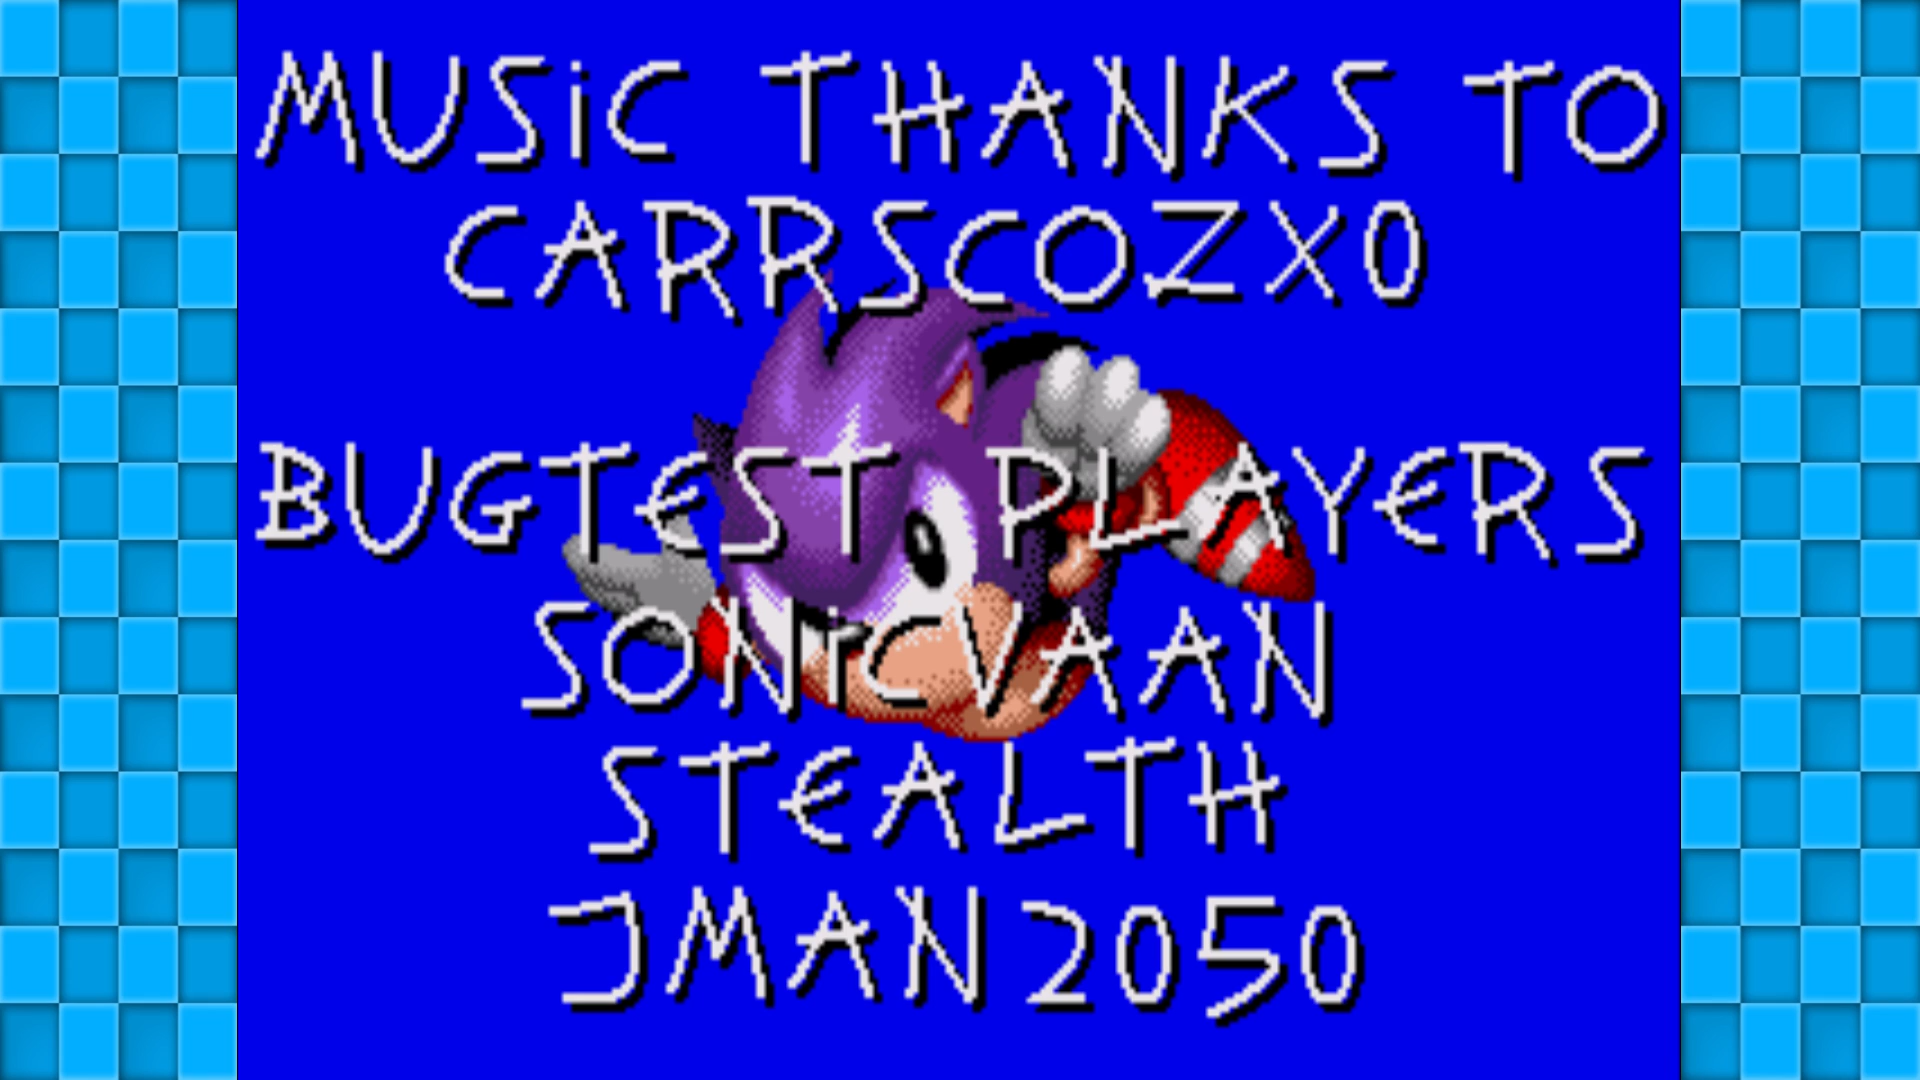 MUSiC THANKS TO
CARRSCOZX0
BUGTEST PLAYERS
SONiCVAAN
STEALTH
JMAN2050